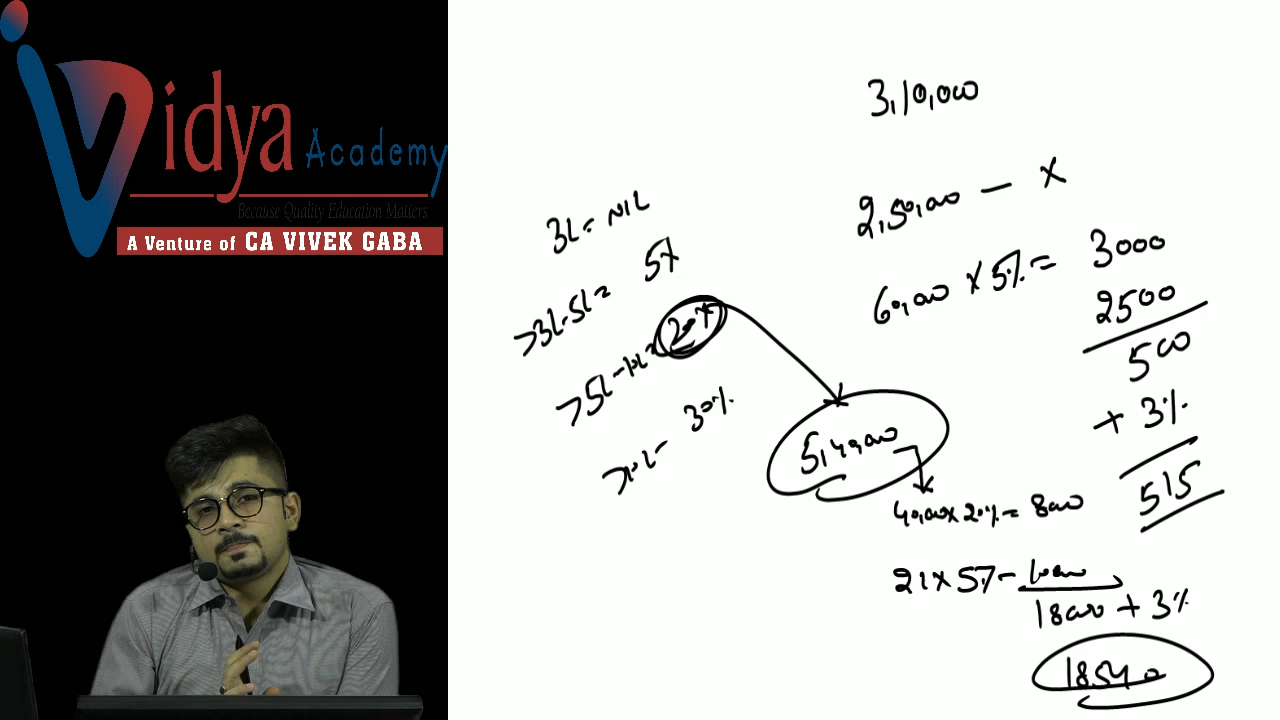 Vidya Academy
Because Quality Education Matters
A Venture of CA VIVEK GABA
3,10,000
2,50,000 — x
60,000 x 5% = 3000
2500
500
+ 3%
515
3L = NIL
>3L-5L = 5%
>5L-10L = 20%
>10L - 30%
5,40,000
40,000 x 20% = 8000
2L x 5% - 10000
18000 + 3%
18540